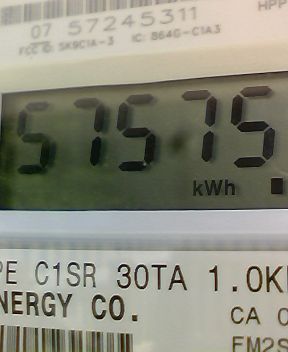 HPP
07 57245311
FCC ID: SK9C1A-3 IC: 864G-C1A3
57575
kWh
PE C1SR 30TA 1.0K
NERGY CO.
CA
FM2S